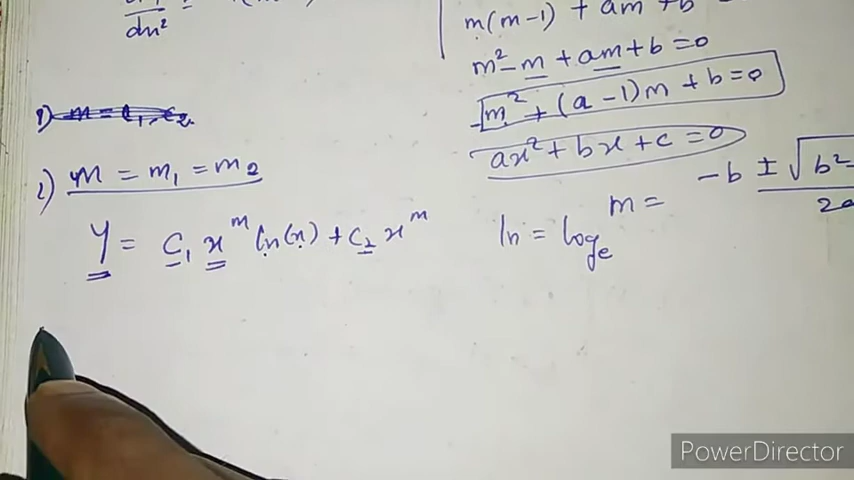 dx²
m(m-1) + am + b
m² - m + am + b = 0
m² + (a - 1)m + b = 0
ax² + bx + c = 0
m = -b ± √b² -
2a
ln = logₑ
1) m = c₁, c₂
2) m = m₁ = m₂
y = c₁ x^m ln(x) + c₂ x^m
PowerDirector